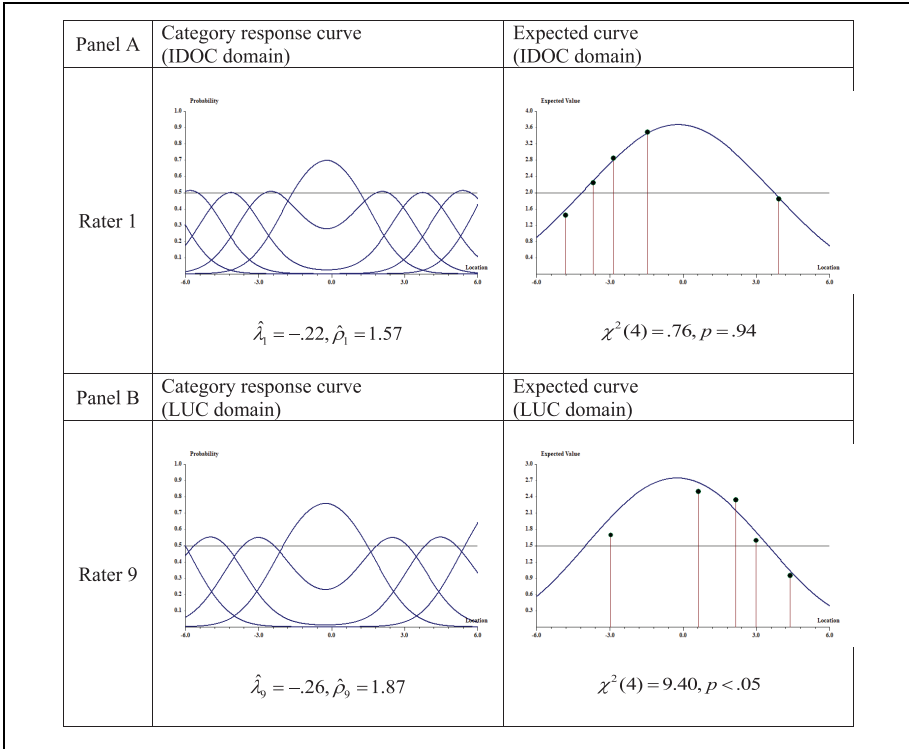 Panel A
Category response curve
(IDOC domain)
Expected curve
(IDOC domain)
Rater 1
Probability
1.0
0.9
0.8
0.7
0.6
0.5
0.4
0.3
0.2
0.1
Location
-6.0 -3.0 0.0 3.0 6.0
λ̂₁ = −.22, ρ̂₁ = 1.57
Expected Value
4.0
3.6
3.2
2.8
2.4
2.0
1.6
1.2
0.8
0.4
Location
-6.0 -3.0 0.0 3.0 6.0
χ²(4) = .76, p = .94
Panel B
Category response curve
(LUC domain)
Expected curve
(LUC domain)
Rater 9
Probability
1.0
0.9
0.8
0.7
0.6
0.5
0.4
0.3
0.2
0.1
Location
-6.0 -3.0 0.0 3.0 6.0
λ̂₉ = −.26, ρ̂₉ = 1.87
Expected Value
3.0
2.7
2.4
2.1
1.8
1.5
1.2
0.9
0.6
0.3
Location
-6.0 -3.0 0.0 3.0 6.0
χ²(4) = 9.40, p < .05